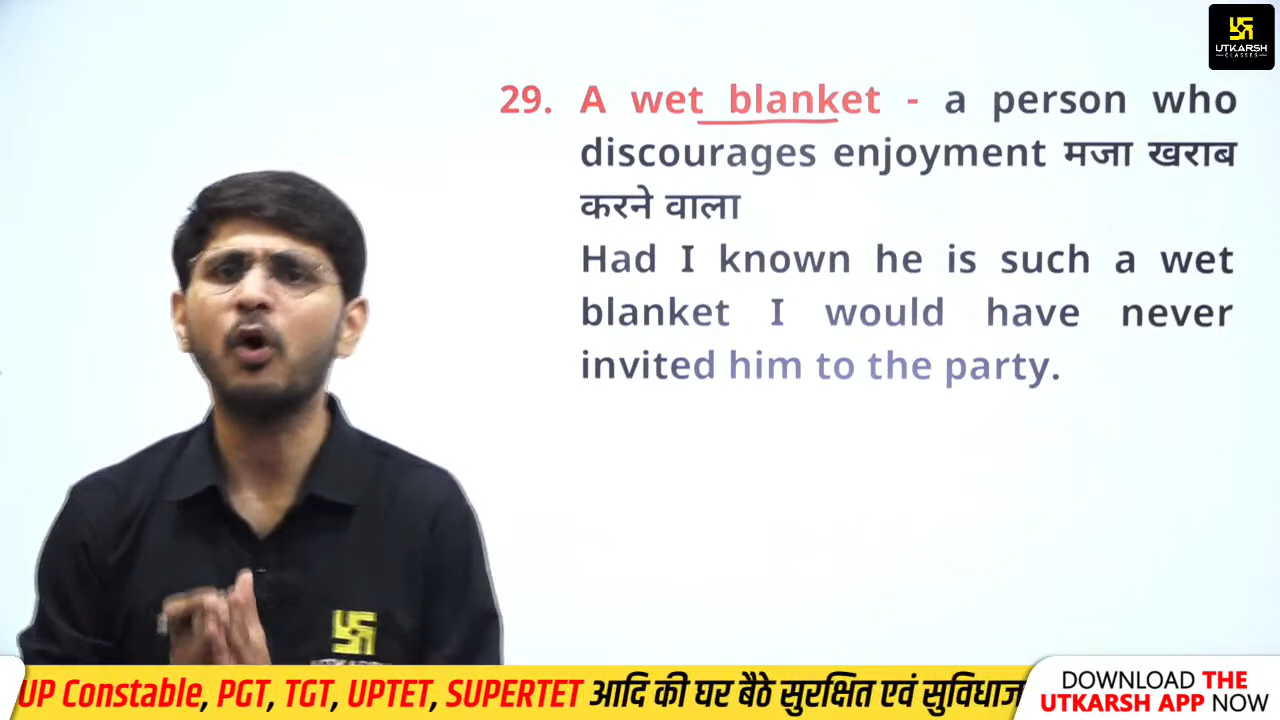 UTKARSH
CLASSES
29. A wet blanket - a person who
discourages enjoyment मजा खराब
करने वाला
Had I known he is such a wet
blanket I would have never
invited him to the party.
UP Constable, PGT, TGT, UPTET, SUPERTET आदि की घर बैठे सुरक्षित एवं
DOWNLOAD THE
UTKARSH APP NOW